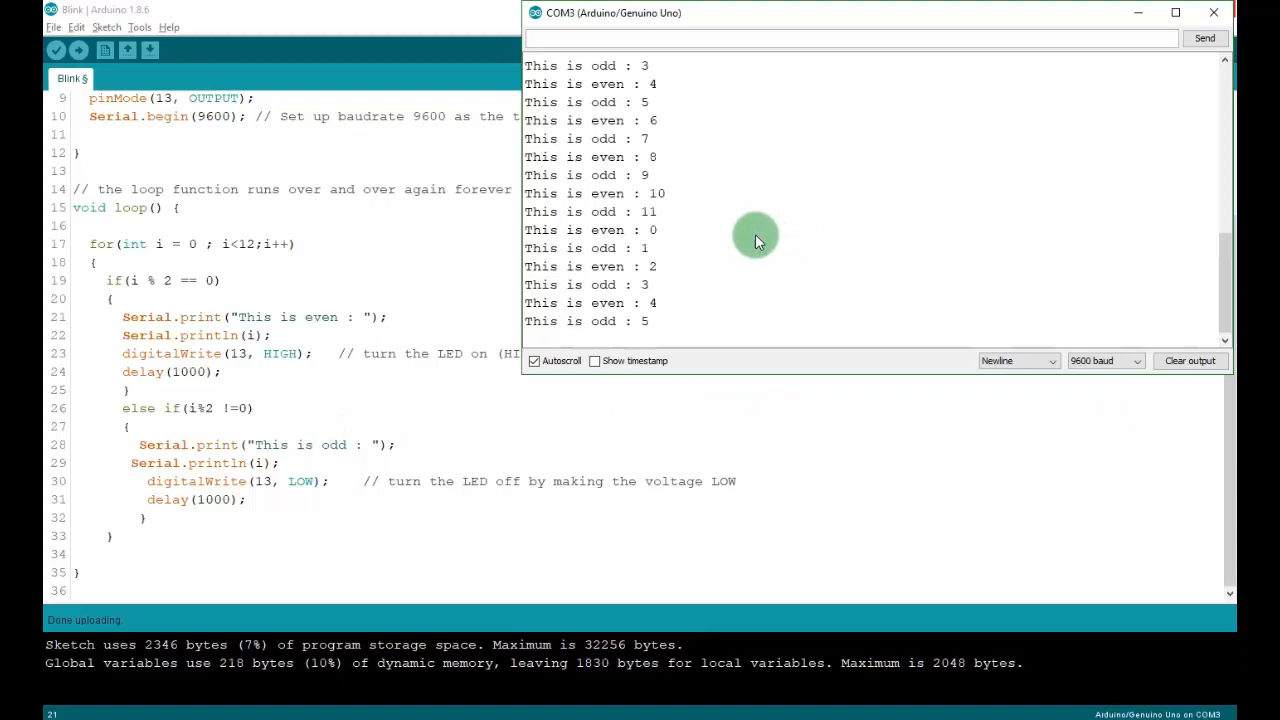 Blink | Arduino 1.8.6
File Edit Sketch Tools Help
Blink §
9 pinMode(13, OUTPUT);
10 Serial.begin(9600); // Set up baudrate 9600 as the t
11
12 }
13
14 // the loop function runs over and over again forever
15 void loop() {
16
17 for(int i = 0 ; i<12;i++)
18 {
19 if(i % 2 == 0)
20 {
21 Serial.print("This is even : ");
22 Serial.println(i);
23 digitalWrite(13, HIGH); // turn the LED on (HI
24 delay(1000);
25 }
26 else if(i%2 !=0)
27 {
28 Serial.print("This is odd : ");
29 Serial.println(i);
30 digitalWrite(13, LOW); // turn the LED off by making the voltage LOW
31 delay(1000);
32 }
33 }
34
35 }
36
COM3 (Arduino/Genuino Uno)
Send
This is odd : 3
This is even : 4
This is odd : 5
This is even : 6
This is odd : 7
This is even : 8
This is odd : 9
This is even : 10
This is odd : 11
This is even : 0
This is odd : 1
This is even : 2
This is odd : 3
This is even : 4
This is odd : 5
Autoscroll Show timestamp Newline 9600 baud Clear output
Done uploading.
Sketch uses 2346 bytes (7%) of program storage space. Maximum is 32256 bytes.
Global variables use 218 bytes (10%) of dynamic memory, leaving 1830 bytes for local variables. Maximum is 2048 bytes.
21 Arduino/Genuino Uno on COM3